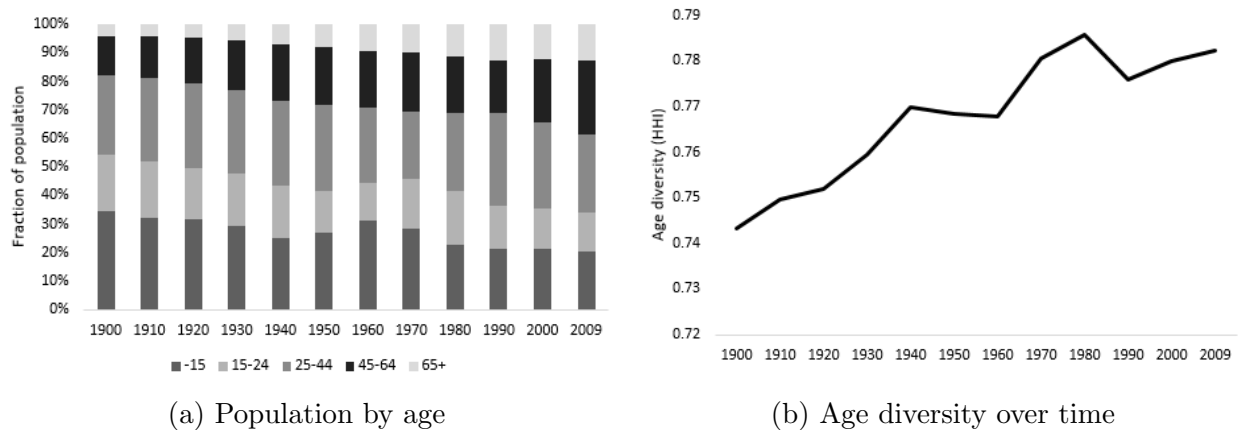 100%
90%
80%
70%
60%
50%
40%
30%
20%
10%
0%
Fraction of population
1900 1910 1920 1930 1940 1950 1960 1970 1980 1990 2000 2009
-15 15-24 25-44 45-64 65+
(a) Population by age
0.79
0.78
0.77
0.76
0.75
0.74
0.73
0.72
Age diversity (HHI)
1900 1910 1920 1930 1940 1950 1960 1970 1980 1990 2000 2009
(b) Age diversity over time